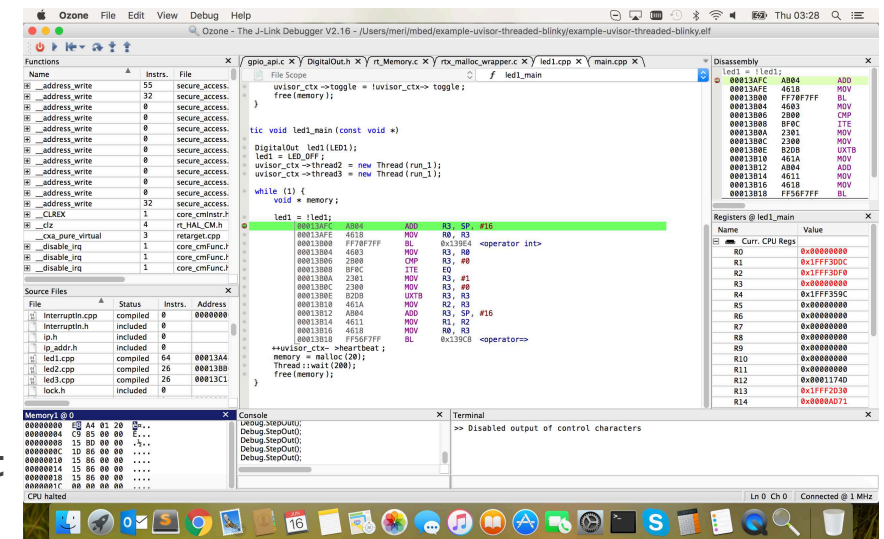 Ozone File Edit View Debug Help Thu 03:28
Ozone - The J-Link Debugger V2.16 - /Users/meri/mbed/example-uvisor-threaded-blinky/example-uvisor-threaded-blinky.elf
Functions
Name Instrs. File
__address_write 55 secure_access.
__address_write 32 secure_access.
__address_write 0 secure_access.
__address_write 0 secure_access.
__address_write 0 secure_access.
__address_write 0 secure_access.
__address_write 0 secure_access.
__address_write 0 secure_access.
__address_write 0 secure_access.
__address_write 32 secure_access.
__CLREX 1 core_cmInstr.h
__clz 4 rt_HAL_CM.h
__cxa_pure_virtual 3 retarget.cpp
__disable_irq 1 core_cmFunc.h
__disable_irq 1 core_cmFunc.h
__disable_irq 1 core_cmFunc.h
Source Files
File Status Instrs. Address
InterruptIn.cpp compiled 0 0000000
InterruptIn.h included 0
ip.h included 0
ip_addr.h included 0
led1.cpp compiled 64 00013A4
led2.cpp compiled 26 00013BB
led3.cpp compiled 26 00013C1
lock.h included 0
gpio_api.c DigitalOut.h rt_Memory.c rtx_malloc_wrapper.c led1.cpp main.cpp
File Scope f led1_main
uvisor_ctx->toggle = !uvisor_ctx-> toggle;
free(memory);
}
tic void led1_main(const void *)
DigitalOut led1(LED1);
led1 = LED_OFF;
uvisor_ctx->thread2 = new Thread(run_1);
uvisor_ctx->thread3 = new Thread(run_1);
while (1) {
void * memory;
led1 = !led1;
00013AFC AB04 ADD R3, SP, #16
00013AFE 4618 MOV R0, R3
00013B00 FF70F7FF BL 0x139E4 <operator int>
00013B04 4603 MOV R3, R0
00013B06 2B00 CMP R3, #0
00013B08 BF0C ITE EQ
00013B0A 2301 MOV R3, #1
00013B0C 2300 MOV R3, #0
00013B0E B2DB UXTB R3, R3
00013B10 461A MOV R2, R3
00013B12 AB04 ADD R3, SP, #16
00013B14 4611 MOV R1, R2
00013B16 4618 MOV R0, R3
00013B18 FF56F7FF BL 0x139C8 <operator=>
++uvisor_ctx- >heartbeat;
memory = malloc(20);
Thread::wait(200);
free(memory);
}
Disassembly
led1 = !led1;
00013AFC AB04 ADD
00013AFE 4618 MOV
00013B00 FF70F7FF BL
00013B04 4603 MOV
00013B06 2B00 CMP
00013B08 BF0C ITE
00013B0A 2301 MOV
00013B0C 2300 MOV
00013B0E B2DB UXTB
00013B10 461A MOV
00013B12 AB04 ADD
00013B14 4611 MOV
00013B16 4618 MOV
00013B18 FF56F7FF BL
Registers @ led1_main
Name Value
Curr. CPU Regs
R0 0x00000000
R1 0x1FFF3DDC
R2 0x1FFF3DF0
R3 0x00000000
R4 0x1FFF359C
R5 0x00000000
R6 0x00000000
R7 0x00000000
R8 0x00000000
R9 0x00000000
R10 0x00000000
R11 0x00000000
R12 0x0001174D
R13 0x1FFF2D30
R14 0x0000AD71
Memory1 @ 0
00000000 E8 A4 01 20
00000004 C9 85 00 00 É...
00000008 15 BD 00 00 .½..
0000000C 1D 86 00 00 ....
00000010 15 86 00 00 ....
00000014 15 86 00 00 ....
00000018 15 86 00 00 ....
0000001C 00 00 00 00 ....
Console
Debug.StepOut();
Debug.StepOut();
Debug.StepOut();
Debug.StepOut();
Debug.StepOut();
Terminal
>> Disabled output of control characters
CPU halted Ln 0 Ch 0 Connected @ 1 MHz
16
t